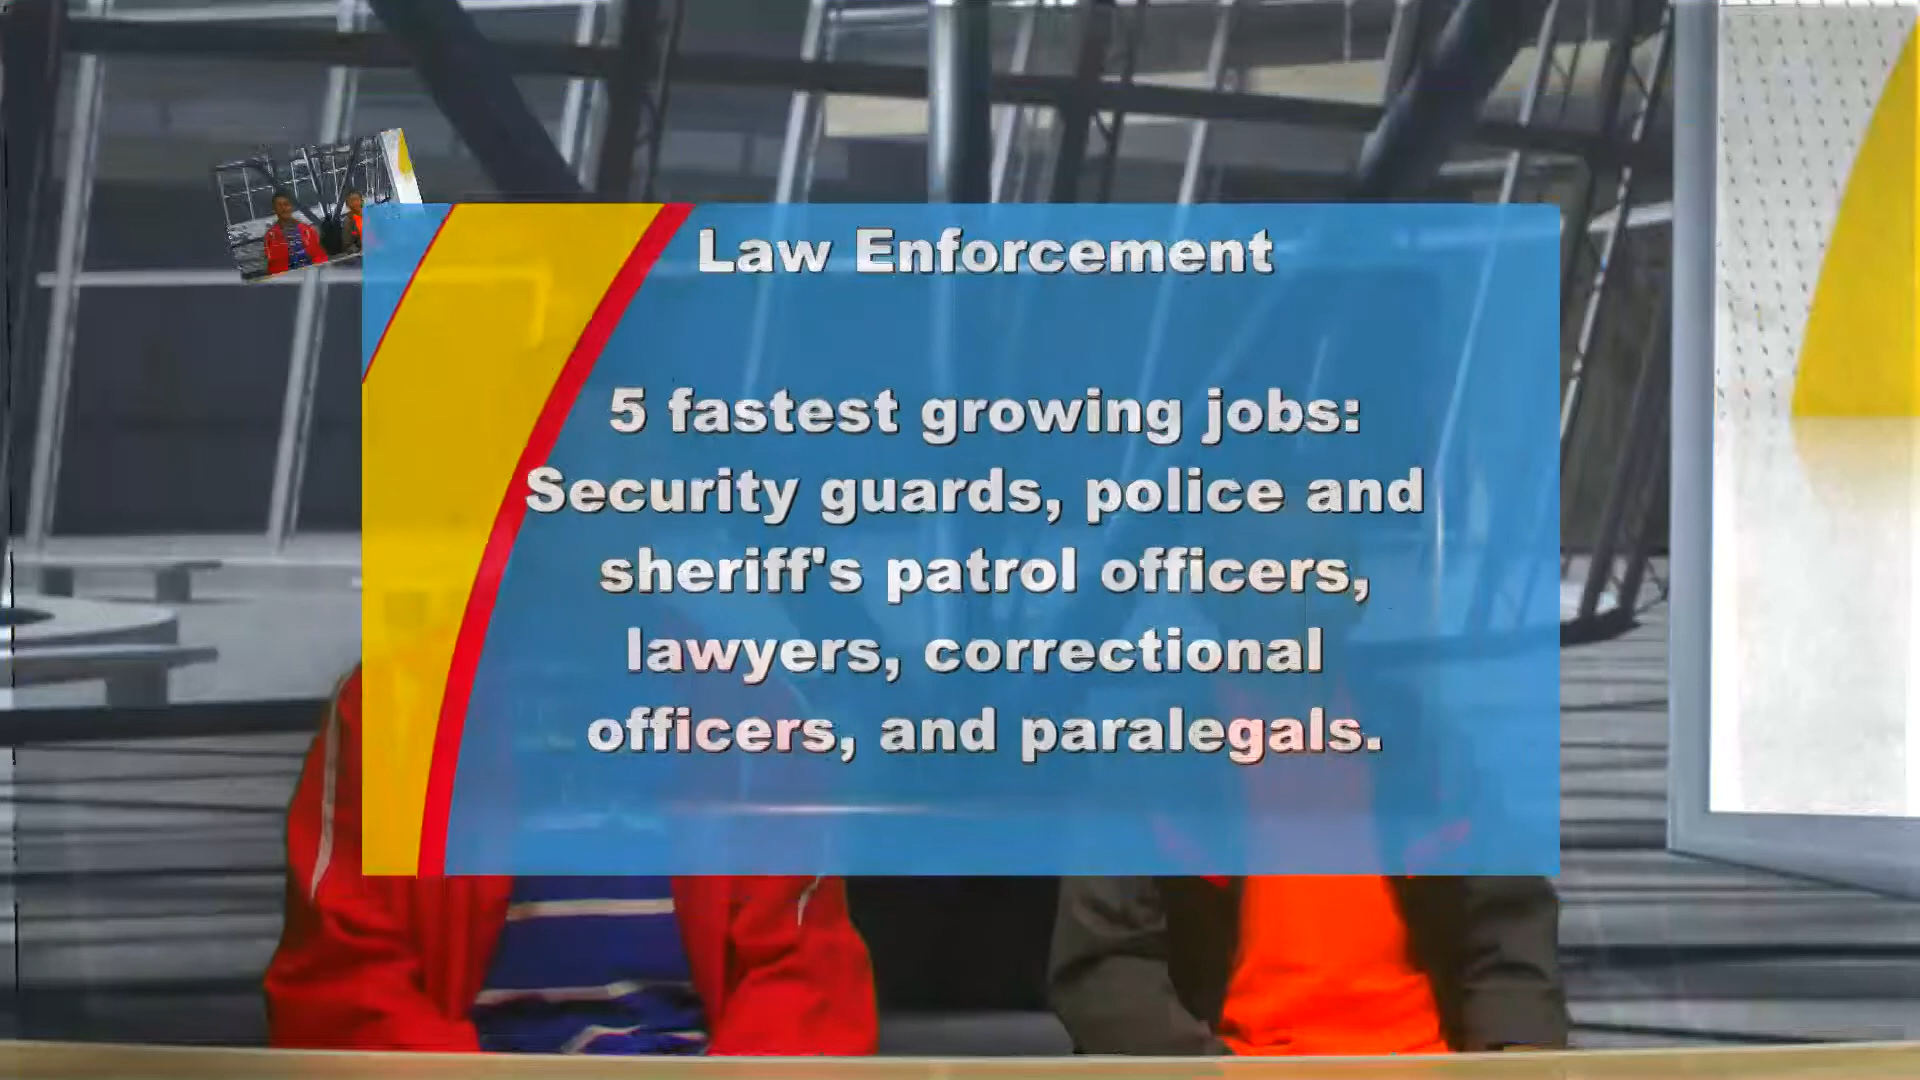 Law Enforcement
5 fastest growing jobs:
Security guards, police and
sheriff's patrol officers,
lawyers, correctional
officers, and paralegals.